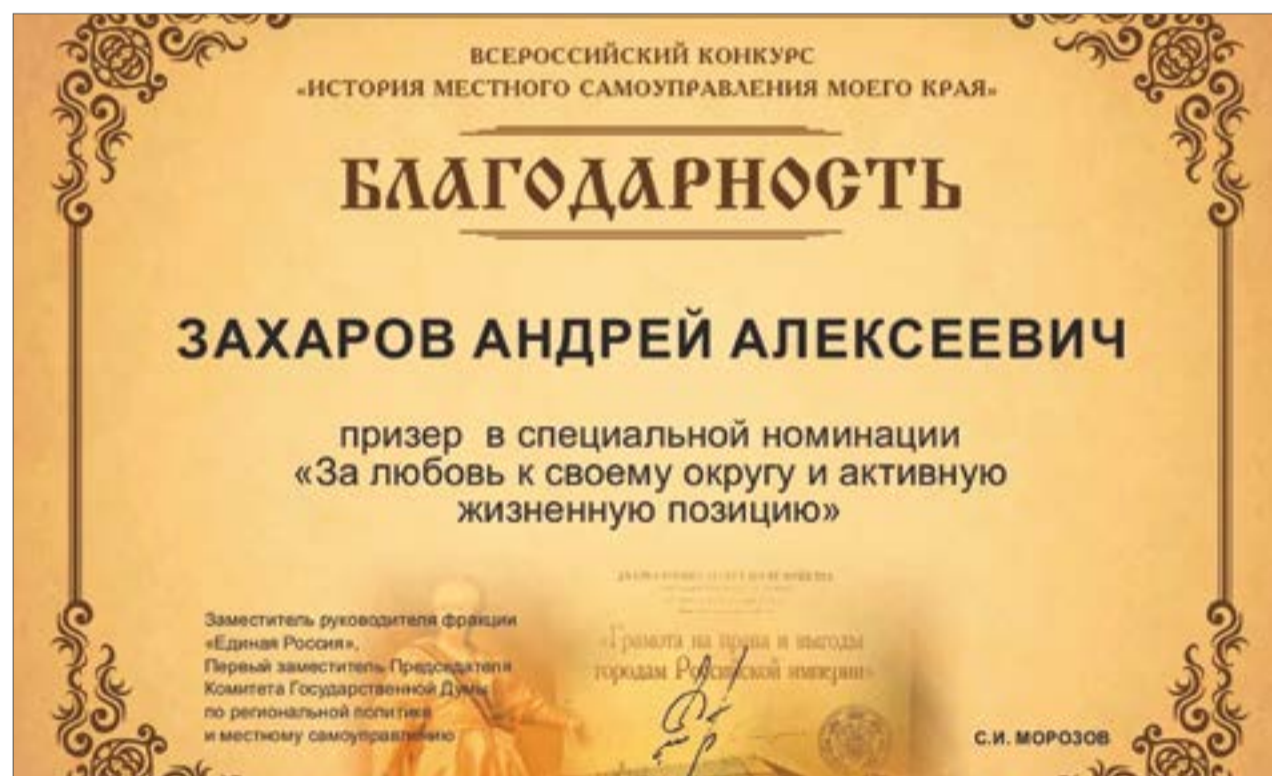 ВСЕРОССИЙСКИЙ КОНКУРС
«ИСТОРИЯ МЕСТНОГО САМОУПРАВЛЕНИЯ МОЕГО КРАЯ»
БЛАГОДАРНОСТЬ
ЗАХАРОВ АНДРЕЙ АЛЕКСЕЕВИЧ
призер в специальной номинации
«За любовь к своему округу и активную
жизненную позицию»
Заместитель руководителя фракции
«Единая Россия»,
Первый заместитель Председателя
Комитета Государственной Думы
по региональной политике
и местному самоуправлению
«Грамота на права и выгоды
городам Российской империи»
С.И. МОРОЗОВ